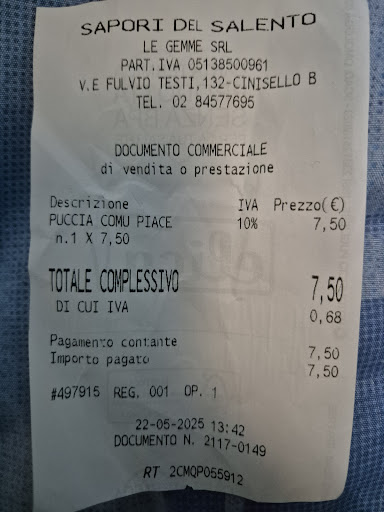 SAPORI DEL SALENTO
LE GEMME SRL
PART.IVA 05138500961
V.E FULVIO TESTI,132-CINISELLO B
TEL. 02 84577695
DOCUMENTO COMMERCIALE
di vendita o prestazione
Descrizione IVA Prezzo(€)
PUCCIA COMU PIACE 10% 7,50
n.1 X 7,50
TOTALE COMPLESSIVO 7,50
DI CUI IVA 0,68
Pagamento contante 7,50
Importo pagato 7,50
#497915 REG. 001 OP. 1
22-05-2025 13:42
DOCUMENTO N. 2117-0149
RT 2CMQP055912